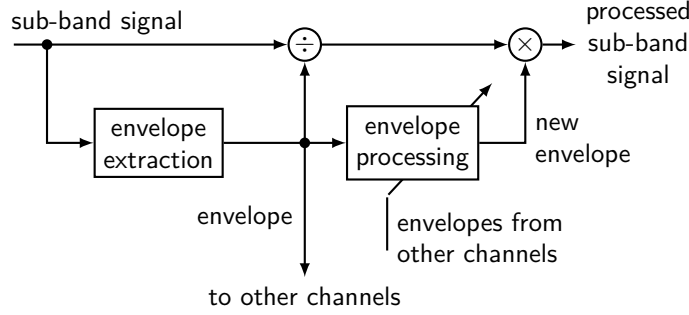 sub-band signal
processed
sub-band
signal
÷
×
envelope
extraction
envelope
processing
new
envelope
envelope
envelopes from
other channels
to other channels